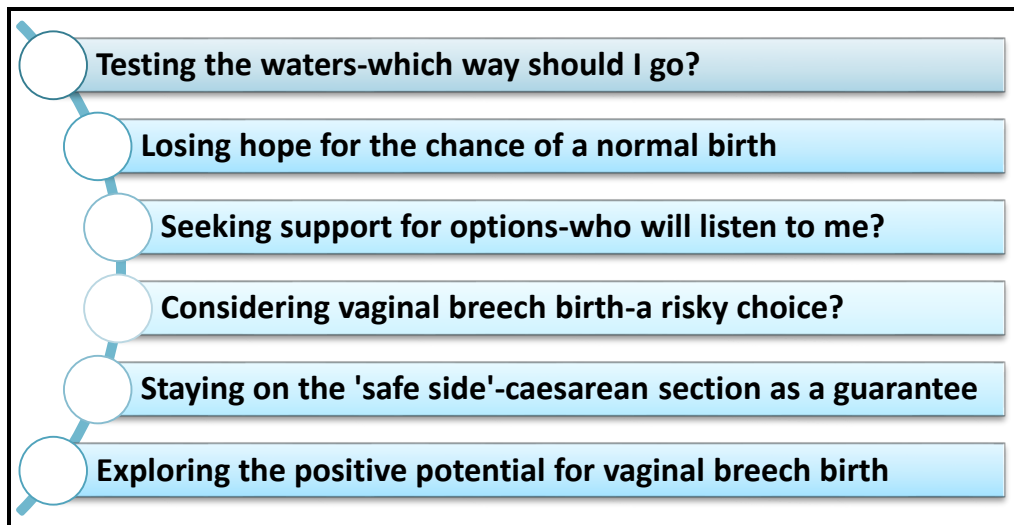 Testing the waters-which way should I go?
Losing hope for the chance of a normal birth
Seeking support for options-who will listen to me?
Considering vaginal breech birth-a risky choice?
Staying on the 'safe side'-caesarean section as a guarantee
Exploring the positive potential for vaginal breech birth